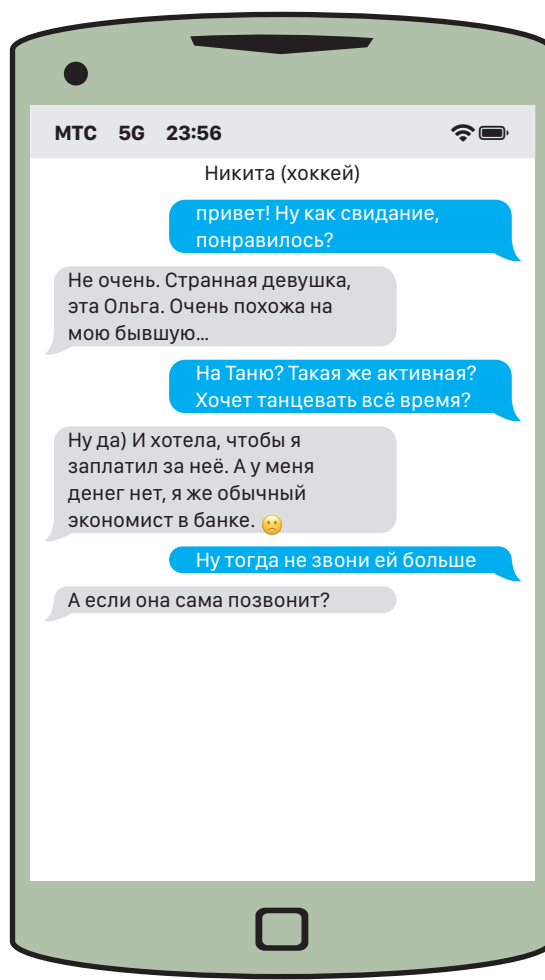 МТС 5G 23:56
Никита (хоккей)
привет! Ну как свидание,
понравилось?
Не очень. Странная девушка,
эта Ольга. Очень похожа на
мою бывшую...
На Таню? Такая же активная?
Хочет танцевать всё время?
Ну да) И хотела, чтобы я
заплатил за неё. А у меня
денег нет, я же обычный
экономист в банке. 🙁
Ну тогда не звони ей больше
А если она сама позвонит?